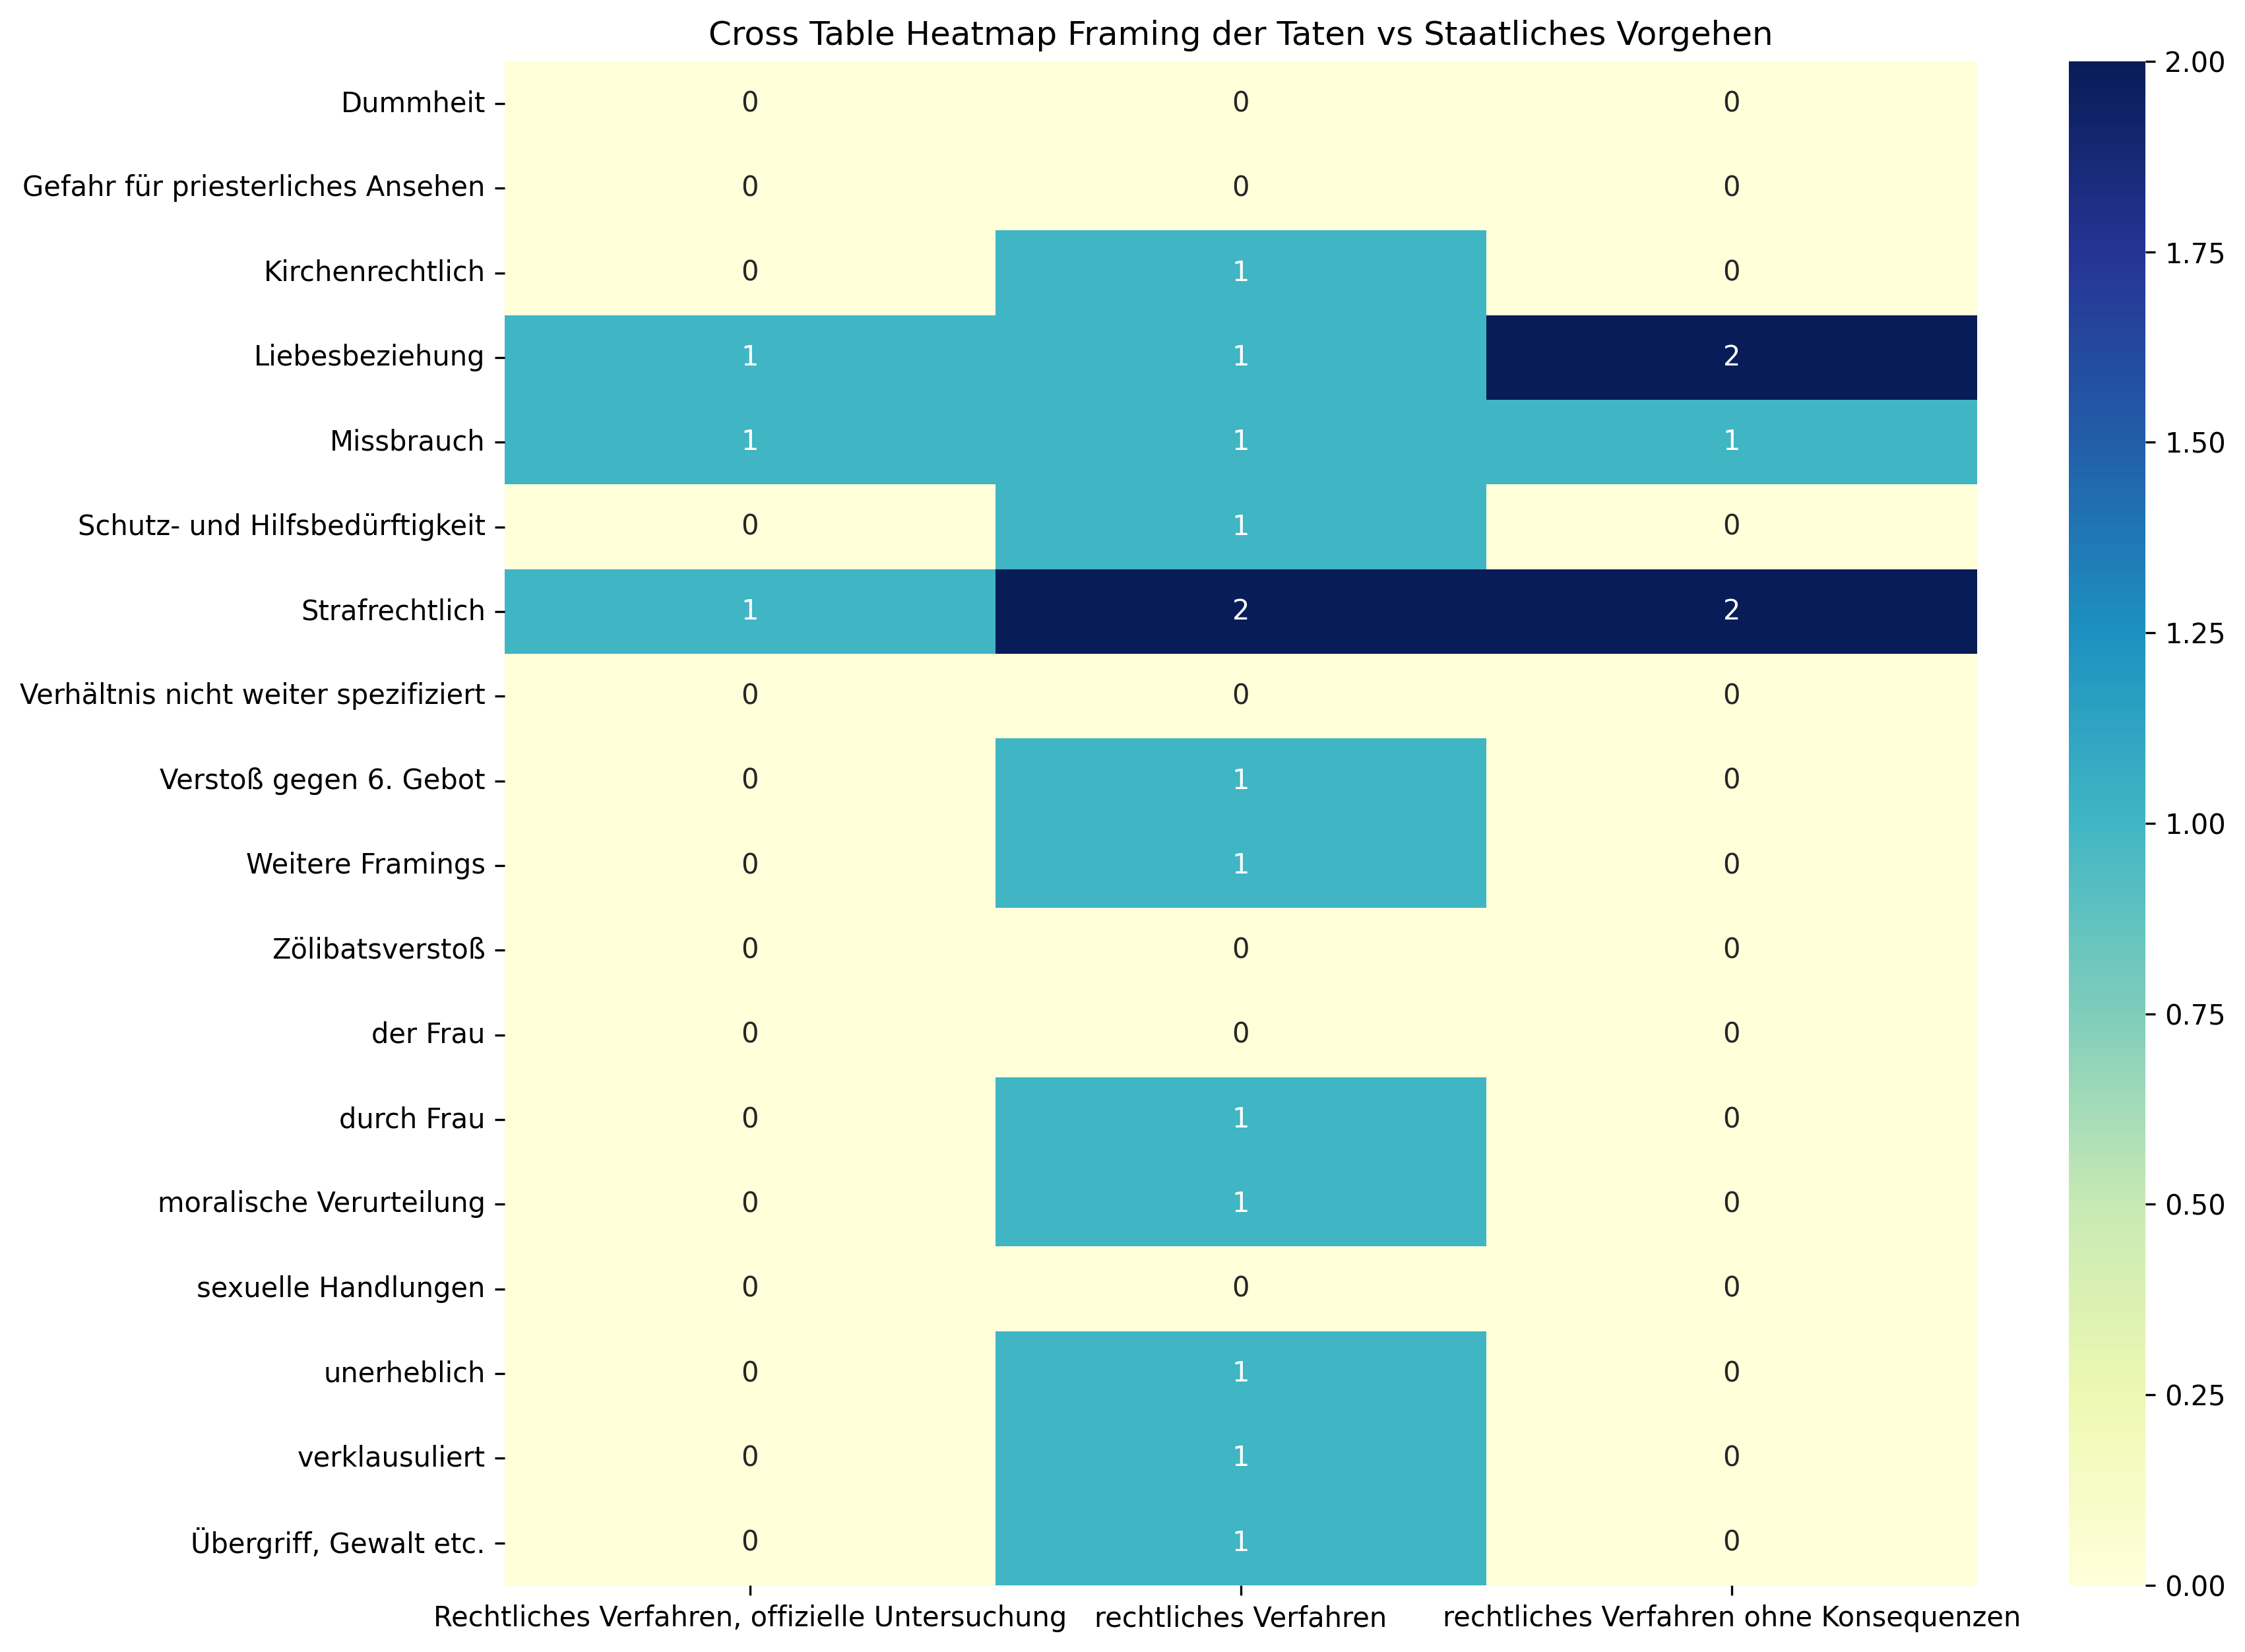 Cross Table Heatmap Framing der Taten vs Staatliches Vorgehen
Dummheit 0 0 0
Gefahr für priesterliches Ansehen 0 0 0
Kirchenrechtlich 0 1 0
Liebesbeziehung 1 1 2
Missbrauch 1 1 1
Schutz- und Hilfsbedürftigkeit 0 1 0
Strafrechtlich 1 2 2
Verhältnis nicht weiter spezifiziert 0 0 0
Verstoß gegen 6. Gebot 0 1 0
Weitere Framings 0 1 0
Zölibatsverstoß 0 0 0
der Frau 0 0 0
durch Frau 0 1 0
moralische Verurteilung 0 1 0
sexuelle Handlungen 0 0 0
unerheblich 0 1 0
verklausuliert 0 1 0
Übergriff, Gewalt etc. 0 1 0
Rechtliches Verfahren, offizielle Untersuchung rechtliches Verfahren rechtliches Verfahren ohne Konsequenzen
2.00
1.75
1.50
1.25
1.00
0.75
0.50
0.25
0.00